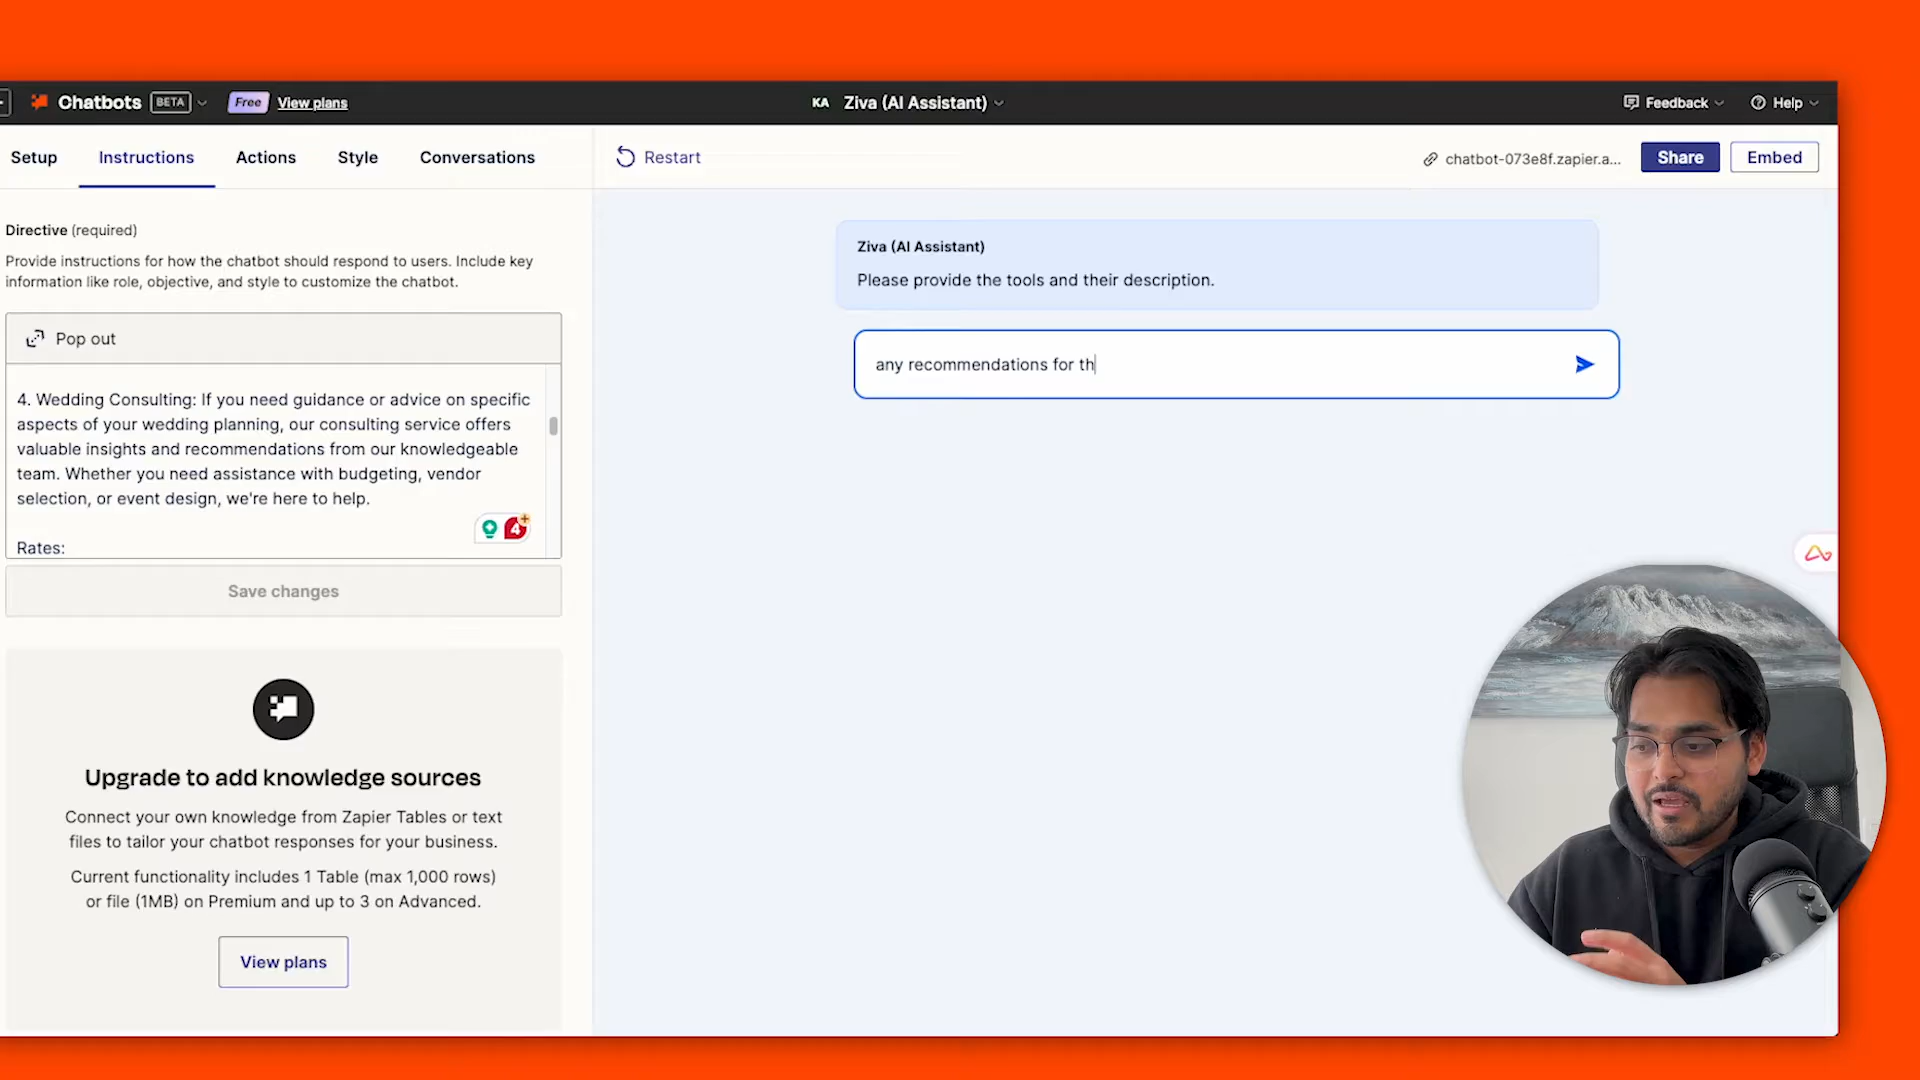 Chatbots BETA Free View plans KA Ziva (AI Assistant) Feedback Help
Setup Instructions Actions Style Conversations
Restart chatbot-073e8f.zapier.a... Share Embed
Directive (required)
Provide instructions for how the chatbot should respond to users. Include key
information like role, objective, and style to customize the chatbot.
Pop out
4. Wedding Consulting: If you need guidance or advice on specific
aspects of your wedding planning, our consulting service offers
valuable insights and recommendations from our knowledgeable
team. Whether you need assistance with budgeting, vendor
selection, or event design, we're here to help.
4
Rates:
Save changes
Upgrade to add knowledge sources
Connect your own knowledge from Zapier Tables or text
files to tailor your chatbot responses for your business.
Current functionality includes 1 Table (max 1,000 rows)
or file (1MB) on Premium and up to 3 on Advanced.
View plans
Ziva (AI Assistant)
Please provide the tools and their description.
any recommendations for th